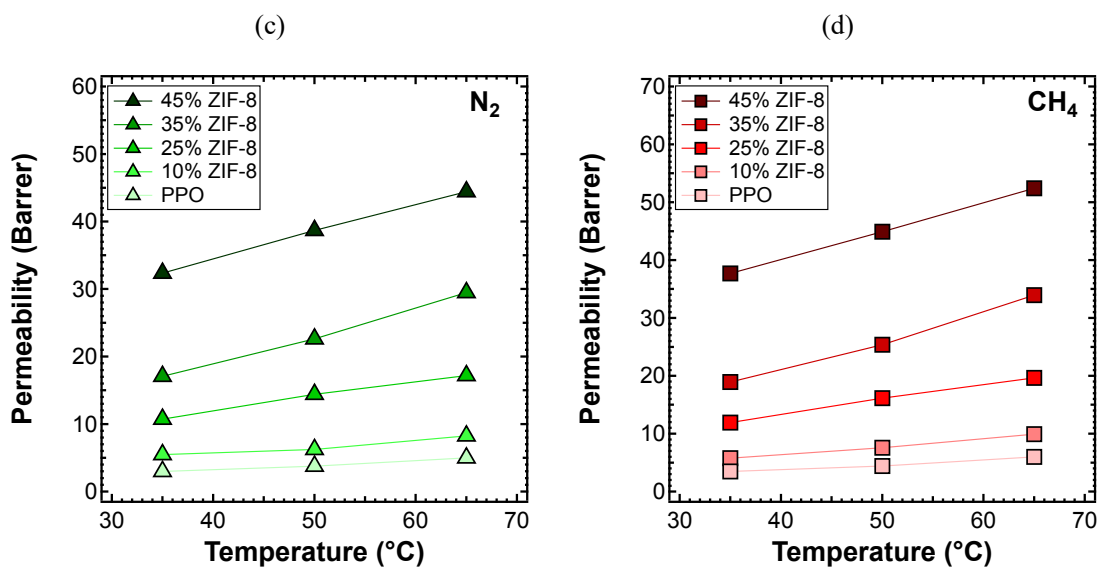 (c)
60
50
40
30
20
10
0
Permeability (Barrer)
45% ZIF-8
35% ZIF-8
25% ZIF-8
10% ZIF-8
PPO
N2
30 40 50 60 70
Temperature (°C)
(d)
70
60
50
40
30
20
10
0
Permeability (Barrer)
45% ZIF-8
35% ZIF-8
25% ZIF-8
10% ZIF-8
PPO
CH4
30 40 50 60 70
Temperature (°C)